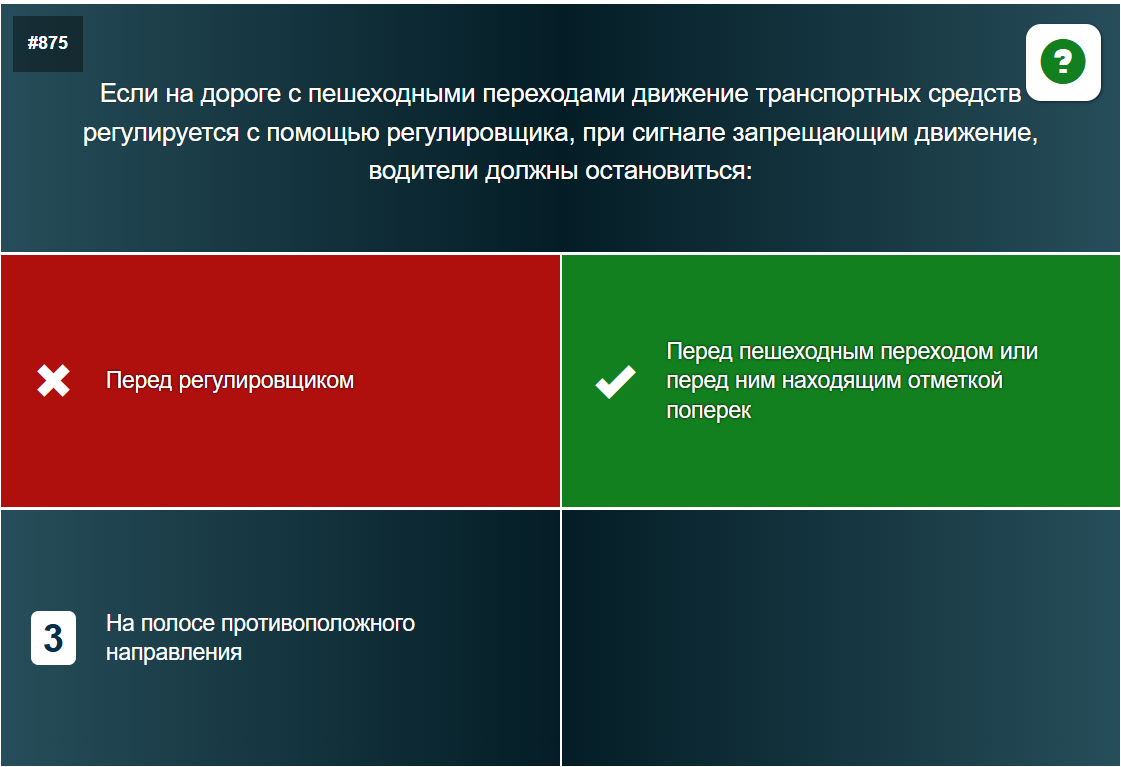 #875
?
Если на дороге с пешеходными переходами движение транспортных средств
регулируется с помощью регулировщика, при сигнале запрещающим движение,
водители должны остановиться:
Перед регулировщиком
Перед пешеходным переходом или
перед ним находящим отметкой
поперек
3
На полосе противоположного
направления